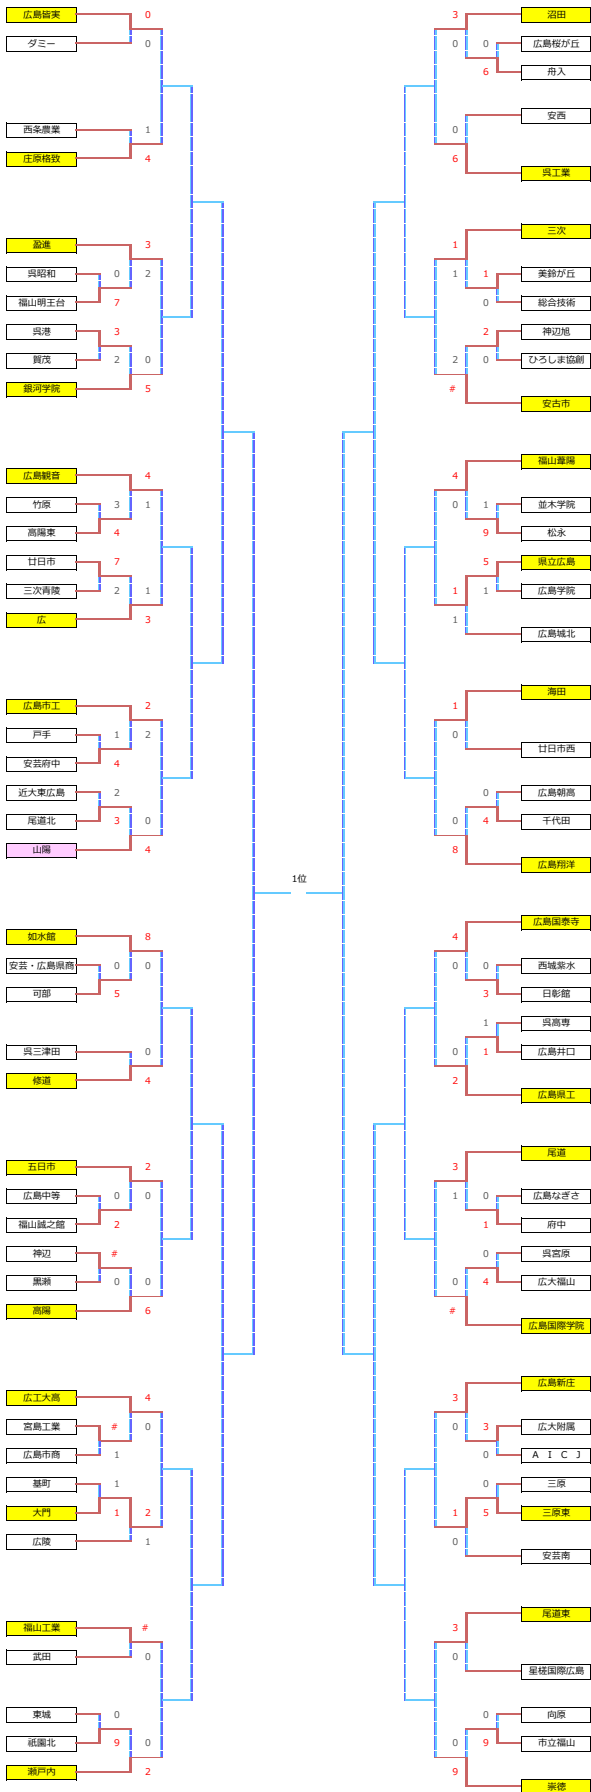 広島皆実 0 3 沼田
ダミー 0 0 0 広島桜が丘
6 舟入
安西
西条農業 1 0
庄原格致 4 6
呉工業
三次
盈進 3 1
呉昭和 0 2 1 1 美鈴が丘
福山明王台 7 0 総合技術
呉港 3 2 神辺旭
賀茂 2 0 2 0 ひろしま協創
銀河学院 5 #
安古市
福山葦陽
広島観音 4 4
竹原 3 1 0 1 並木学院
高陽東 4 9 松永
廿日市 7 5 県立広島
三次青陵 2 1 1 1 広島学院
広 3 1
広島城北
海田
広島市工 2 1
戸手 1 2 0
廿日市西
安芸府中 4
近大東広島 2 0 広島朝高
尾道北 3 0 0 4 千代田
山陽 4 8
広島翔洋
1位
広島国泰寺
如水館 8 4
安芸・広島県商 0 0 0 0 西城紫水
可部 5 3 日彰館
1 呉高専
呉三津田 0 0 1 広島井口
修道 4 2
広島県工
尾道
五日市 2 3
広島中等 0 0 1 0 広島なぎさ
福山誠之館 2 1 府中
神辺 # 0 呉宮原
黒瀬 0 0 0 4 広大福山
高陽 6 #
広島国際学院
広島新庄
広工大高 4 3
宮島工業 # 0 0 3 広大附属
広島市商 1 0 A I C J
基町 1 0 三原
大門 1 2 1 5 三原東
広陵 1 0
安芸南
尾道東
福山工業 # 3
武田 0 0
星槎国際広島
東城 0 0 向原
祇園北 9 0 0 9 市立福山
瀬戸内 2 9
崇徳